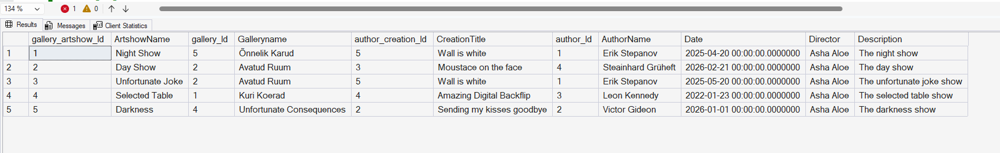 134 % 1 0
Results Messages Client Statistics
gallery_artshow_Id ArtshowName gallery_Id Galleryname author_creation_Id CreationTitle author_Id AuthorName Date Director Description
1 1 Night Show 5 Õnnelik Karud 5 Wall is white 1 Erik Stepanov 2025-04-20 00:00:00.0000000 Asha Aloe The night show
2 2 Day Show 2 Avatud Ruum 3 Moustace on the face 4 Steainhard Grüheft 2026-02-21 00:00:00.0000000 Asha Aloe The day show
3 3 Unfortunate Joke 2 Avatud Ruum 5 Wall is white 1 Erik Stepanov 2025-05-20 00:00:00.0000000 Asha Aloe The unfortunate joke show
4 4 Selected Table 1 Kuri Koerad 4 Amazing Digital Backflip 3 Leon Kennedy 2022-01-23 00:00:00.0000000 Asha Aloe The selected table show
5 5 Darkness 4 Unfortunate Consequences 2 Sending my kisses goodbye 2 Victor Gideon 2026-01-01 00:00:00.0000000 Asha Aloe The darkness show